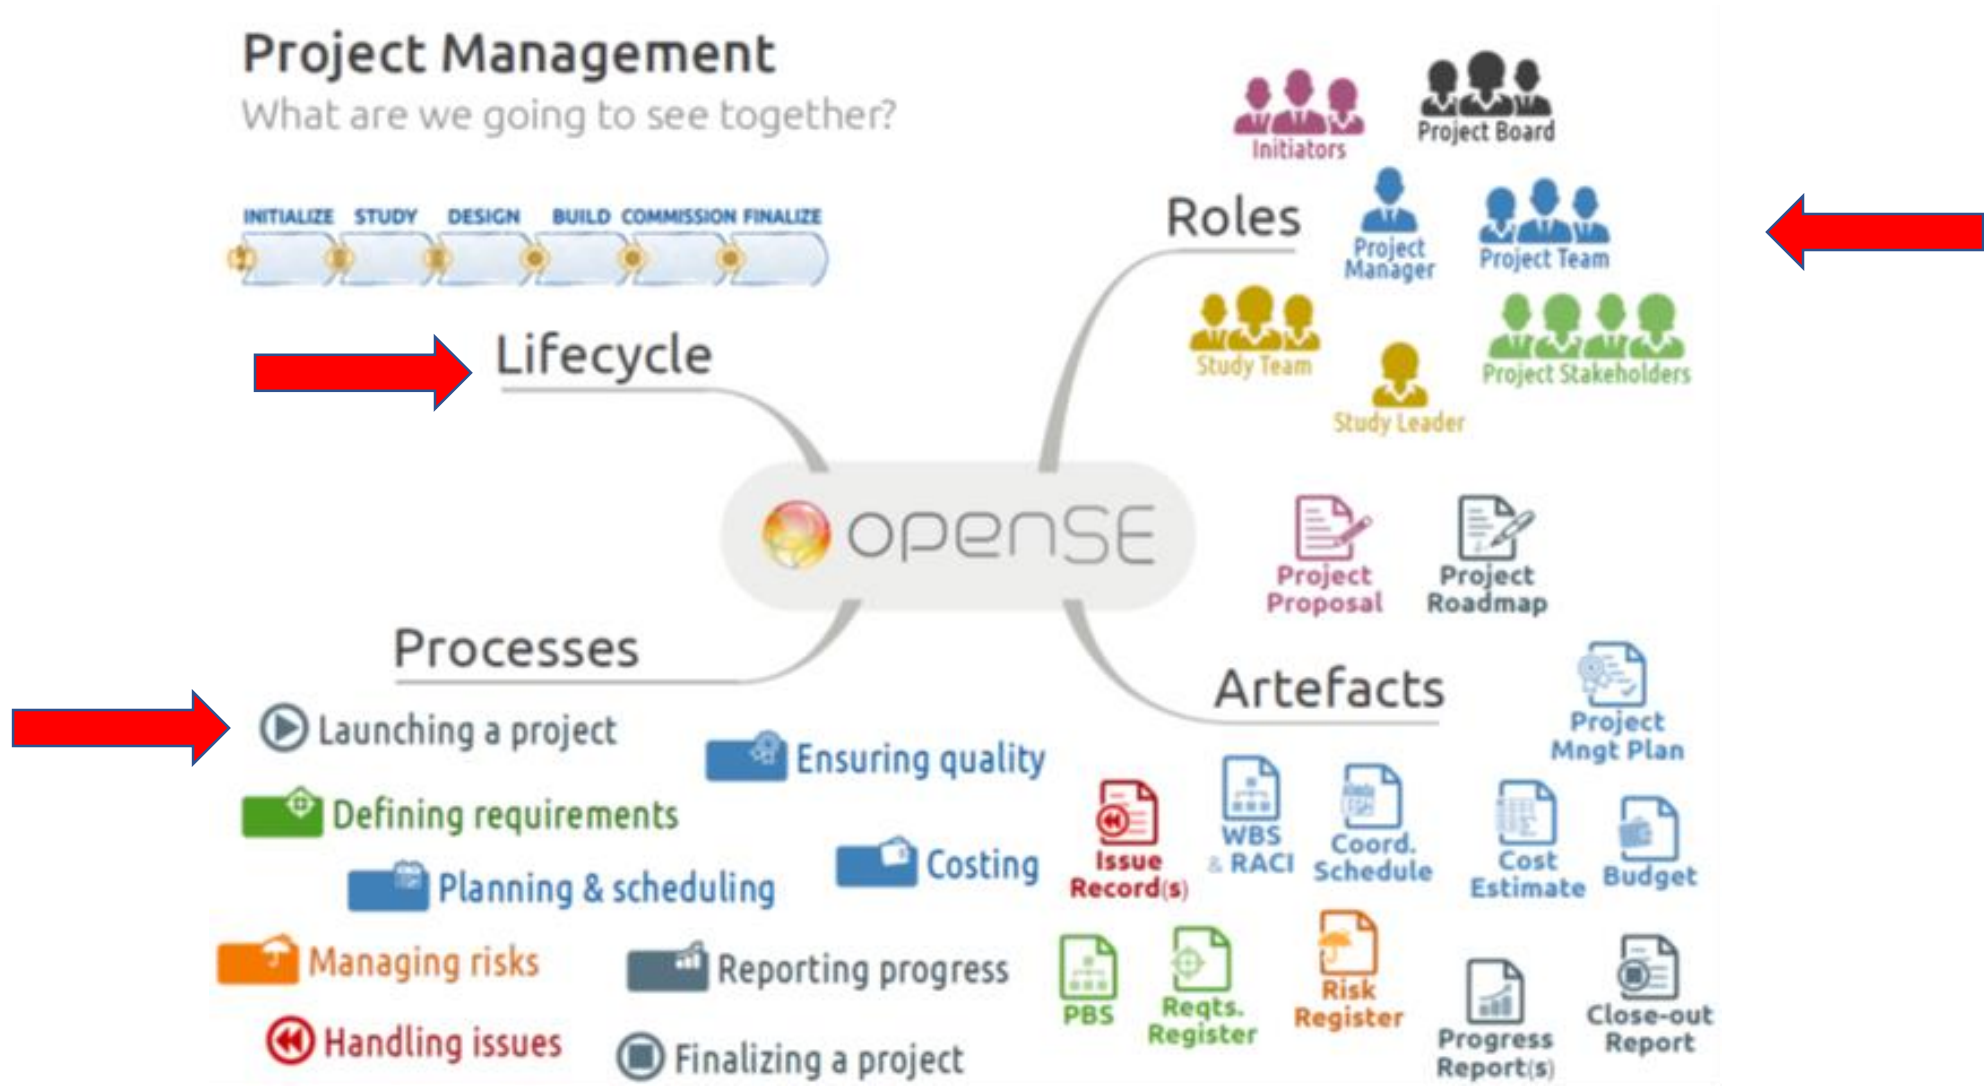 Project Management
What are we going to see together?
INITIALIZE STUDY DESIGN BUILD COMMISSION FINALIZE
Lifecycle
Roles
Initiators
Project Board
Project
Manager
Project Team
Study Team
Study Leader
Project Stakeholders
openSE
Processes
Launching a project
Ensuring quality
Defining requirements
Costing
Planning & scheduling
Managing risks
Reporting progress
Handling issues
Finalizing a project
Artefacts
Project
Proposal
Project
Roadmap
Project
Mngt Plan
Issue
Record(s)
WBS
& RACI
Coord.
Schedule
Cost
Estimate
Budget
PBS
Reqts.
Register
Risk
Register
Progress
Report(s)
Close-out
Report